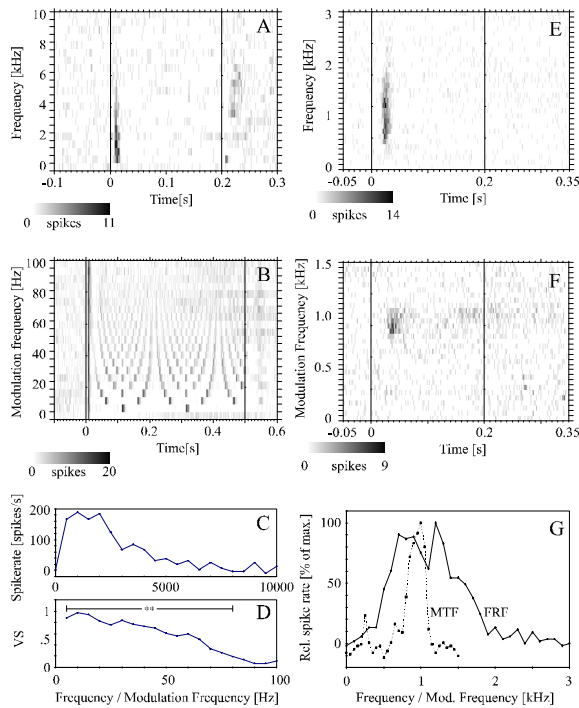 A
Frequency [kHz]
10
8
6
4
2
0
-0.1 0 0.1 0.2 0.3
Time[s]
0 spikes 11
E
Frequency [kHz]
3
2
1
0
-0.05 0 0.2 0.35
Time [s]
0 spikes 14
B
Modulation frequency [Hz]
100
80
60
40
20
0
0 0.2 0.4 0.6
Time[s]
0 spikes 20
F
Modulation Frequency [kHz]
1.5
1.0
0.5
0.0
-0.05 0 0.2 0.35
Time [s]
0 spikes 9
C
Spikerate [spikes/s]
200
100
0
0 5000 10000
D
VS
1
.5
0
**
0 20 40 60 80 100
Frequency / Modulation Frequency [Hz]
G
Rel. spike rate [% of max.]
100
50
0
MTF FRF
0 1 2 3
Frequency / Mod. Frequency [kHz]